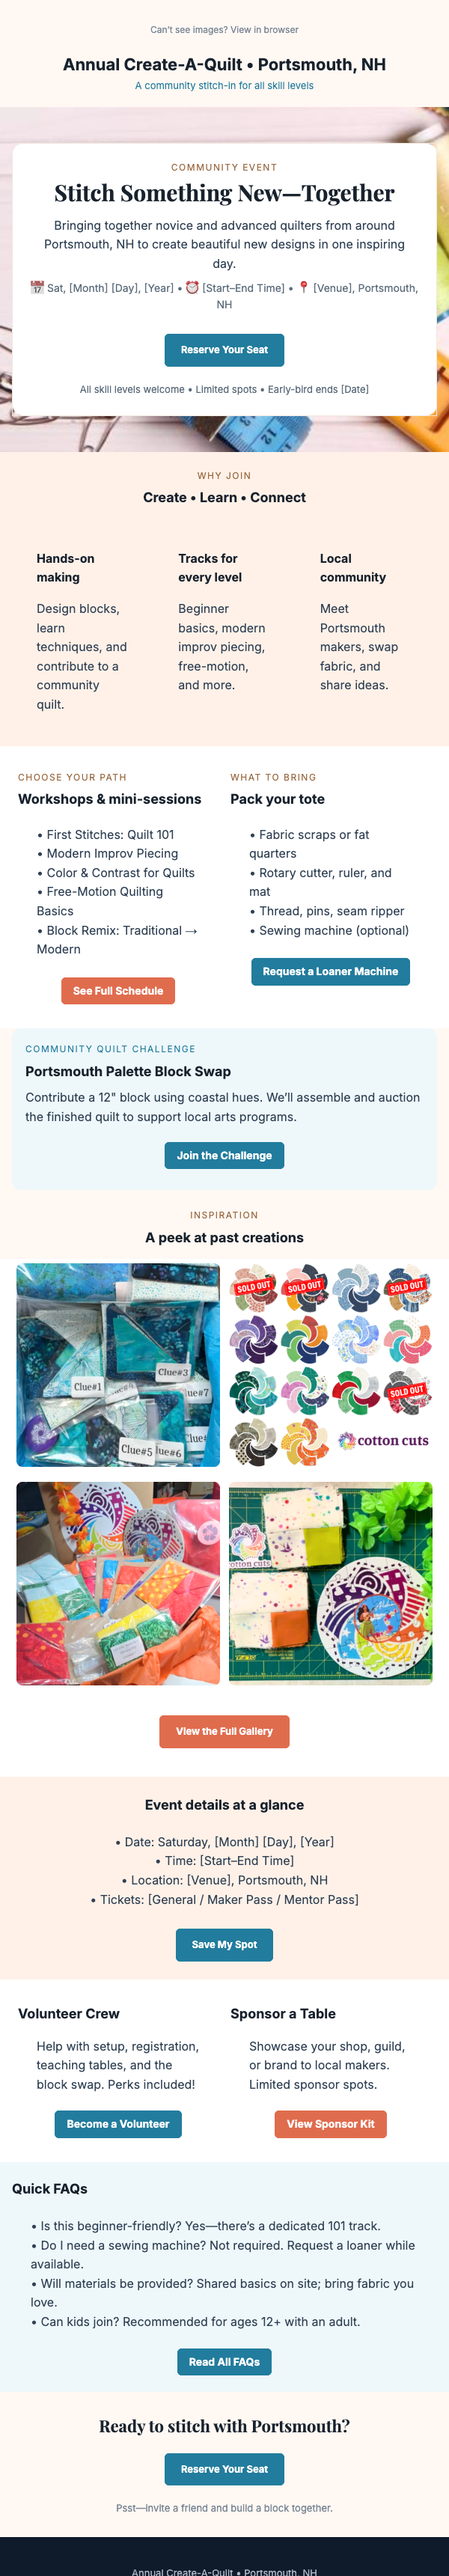 Can't see images? View in browser
Annual Create-A-Quilt • Portsmouth, NH
A community stitch-in for all skill levels
COMMUNITY EVENT
Stitch Something New—Together
Bringing together novice and advanced quilters from around
Portsmouth, NH to create beautiful new designs in one inspiring
day.
📅 Sat, [Month] [Day], [Year] • ⏰ [Start–End Time] • 📍 [Venue], Portsmouth,
NH
Reserve Your Seat
All skill levels welcome • Limited spots • Early-bird ends [Date]
WHY JOIN
Create • Learn • Connect
Hands-on
making
Design blocks,
learn
techniques, and
contribute to a
community
quilt.
Tracks for
every level
Beginner
basics, modern
improv piecing,
free-motion,
and more.
Local
community
Meet
Portsmouth
makers, swap
fabric, and
share ideas.
CHOOSE YOUR PATH
Workshops & mini-sessions
• First Stitches: Quilt 101
• Modern Improv Piecing
• Color & Contrast for Quilts
• Free-Motion Quilting
Basics
• Block Remix: Traditional →
Modern
See Full Schedule
WHAT TO BRING
Pack your tote
• Fabric scraps or fat
quarters
• Rotary cutter, ruler, and
mat
• Thread, pins, seam ripper
• Sewing machine (optional)
Request a Loaner Machine
COMMUNITY QUILT CHALLENGE
Portsmouth Palette Block Swap
Contribute a 12" block using coastal hues. We'll assemble and auction
the finished quilt to support local arts programs.
Join the Challenge
INSPIRATION
A peek at past creations
Clue#1
Clue#3
Clue#5
SOLD OUT
SOLD OUT
SOLD OUT
SOLD OUT
cotton cuts
cotton cuts
Aloha
View the Full Gallery
Event details at a glance
• Date: Saturday, [Month] [Day], [Year]
• Time: [Start–End Time]
• Location: [Venue], Portsmouth, NH
• Tickets: [General / Maker Pass / Mentor Pass]
Save My Spot
Volunteer Crew
Help with setup, registration,
teaching tables, and the
block swap. Perks included!
Become a Volunteer
Sponsor a Table
Showcase your shop, guild,
or brand to local makers.
Limited sponsor spots.
View Sponsor Kit
Quick FAQs
• Is this beginner-friendly? Yes—there's a dedicated 101 track.
• Do I need a sewing machine? Not required. Request a loaner while
available.
• Will materials be provided? Shared basics on site; bring fabric you
love.
• Can kids join? Recommended for ages 12+ with an adult.
Read All FAQs
Ready to stitch with Portsmouth?
Reserve Your Seat
Psst—invite a friend and build a block together.
Annual Create-A-Quilt • Portsmouth, NH